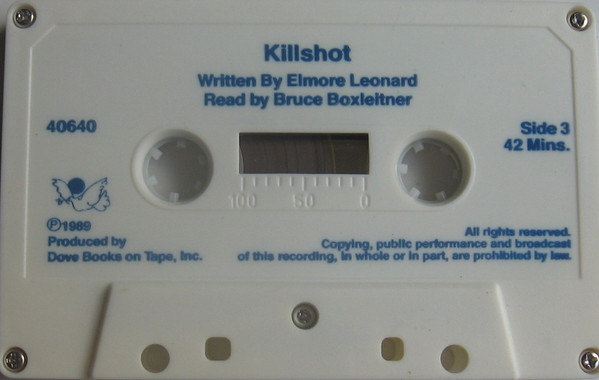 Killshot
Written By Elmore Leonard
Read by Bruce Boxleitner
40640
Side 3
42 Mins.
100 50 0
℗1989
Produced by
Dove Books on Tape, Inc.
All rights reserved.
Copying, public performance and broadcast
of this recording, in whole or in part, are prohibited by law.